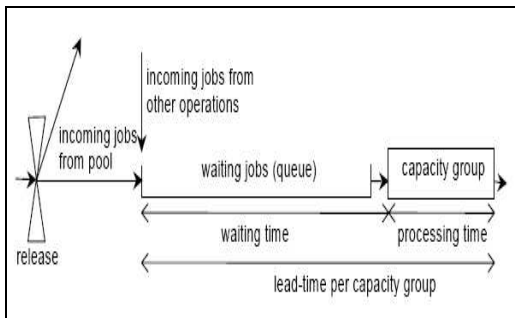 incoming jobs from
other operations
incoming jobs
from pool
waiting jobs (queue)
capacity group
waiting time
processing time
release
lead-time per capacity group